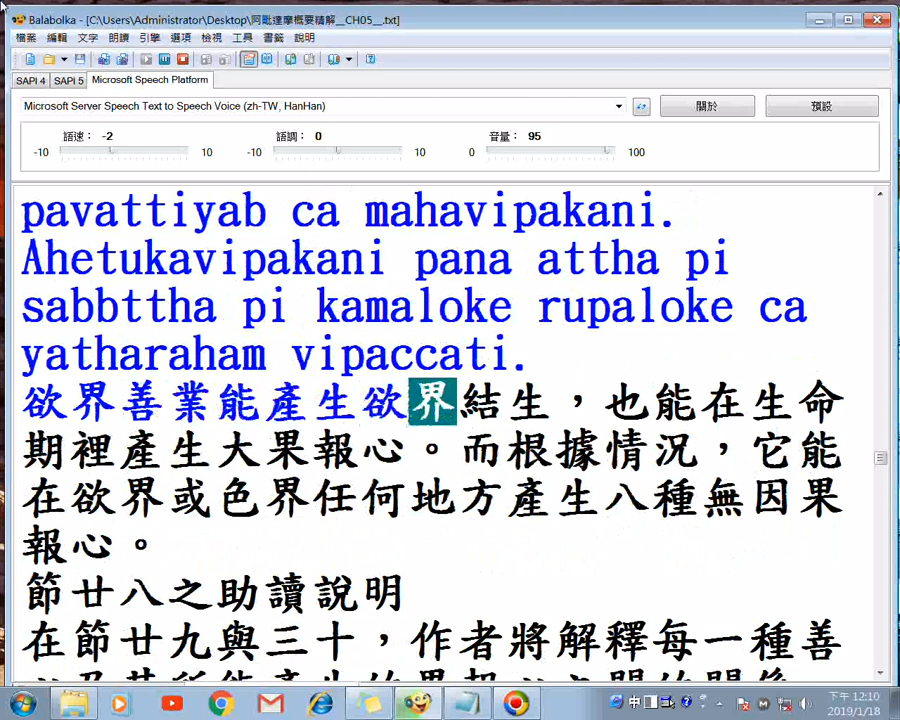 Balabolka - [C:\Users\Administrator\Desktop\阿毗達摩概要精解__CH05__.txt]
檔案 編輯 文字 朗讀 引擎 選項 檢視 工具 書籤 說明
SAPI 4 SAPI 5 Microsoft Speech Platform
Microsoft Server Speech Text to Speech Voice (zh-TW, HanHan) 關於 預設
語速： -2 語調： 0 音量： 95
-10 10 -10 10 0 100
pavattiyab ca mahavipakani.
Ahetukavipakani pana attha pi
sabbttha pi kamaloke rupaloke ca
yatharaham vipaccati.
欲界善業能產生欲界結生，也能在生命
期裡產生大果報心。而根據情況，它能
在欲界或色界任何地方產生八種無因果
報心。
節廿八之助讀說明
在節廿九與三十，作者將解釋每一種善
中
下午 12:10
2019/1/18